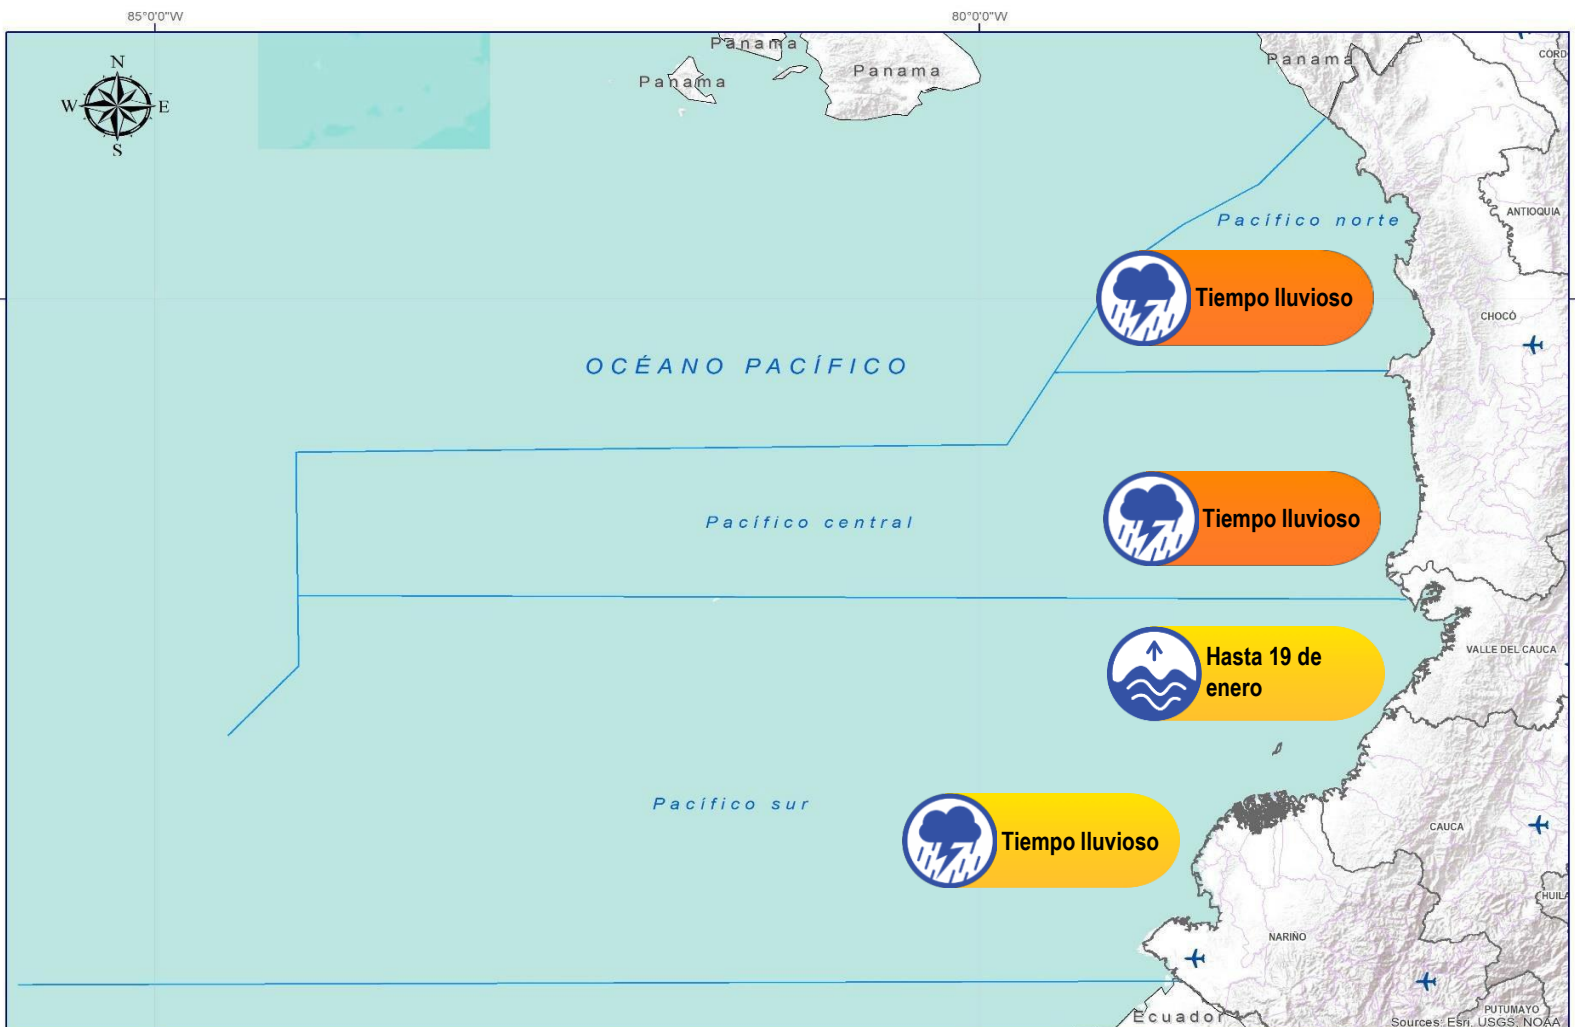 85°0'0"W
80°0'0"W
N
W
E
S
Panama
Panama
Panama
Panama
CÓRD
ANTIOQUIA
Pacífico norte
Tiempo lluvioso
CHOCÓ
OCÉANO PACÍFICO
Pacífico central
Tiempo lluvioso
Hasta 19 de
enero
VALLE DEL CAUCA
Pacífico sur
Tiempo lluvioso
CAUCA
HUILA
NARIÑO
PUTUMAYO
Ecuador
Sources: Esri, USGS, NOAA